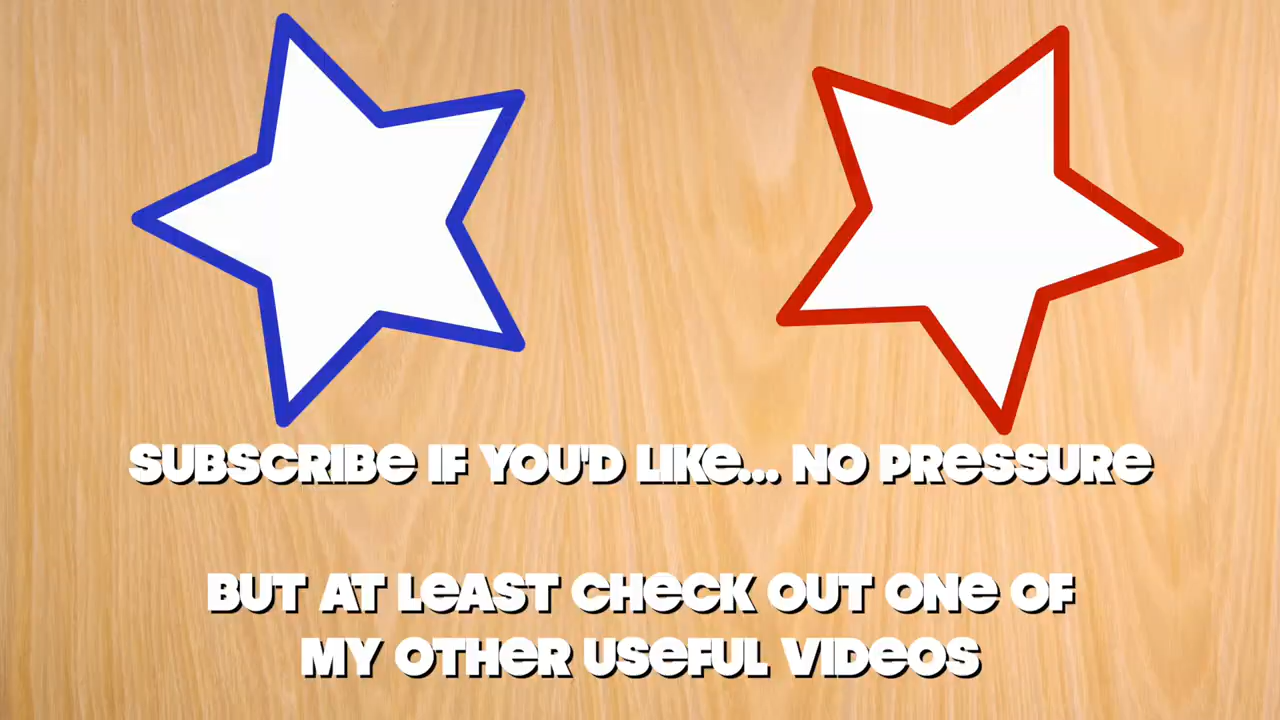 SUBSCRIBE IF YOU'D LIKE... NO PRESSURE
BUT AT LEAST CHECK OUT ONE OF
MY OTHER USEFUL VIDEOS